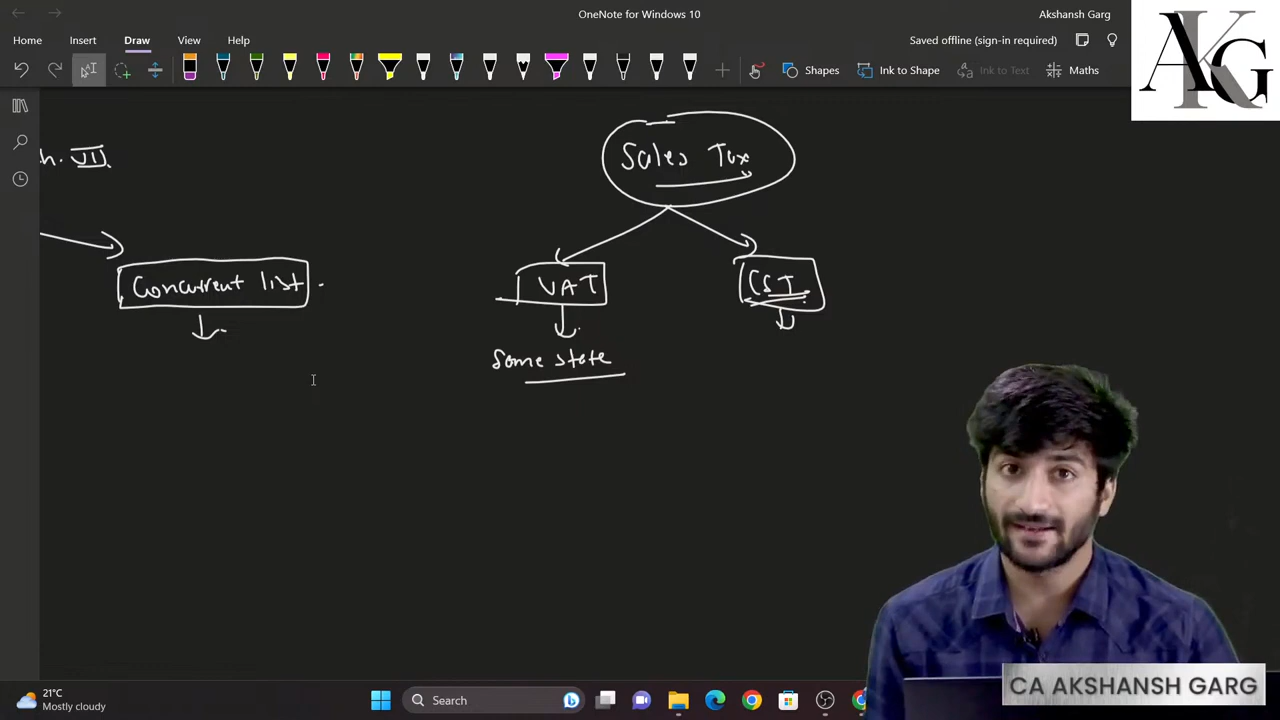 OneNote for Windows 10
Akshansh Garg
Home Insert Draw View Help
Saved offline (sign-in required)
Shapes Ink to Shape Ink to Text Maths
AKG
h. VII.
Sales Tax
Concurrent list.
VAT CST
Same state
CA AKSHANSH GARG
21°C
Mostly cloudy
Search